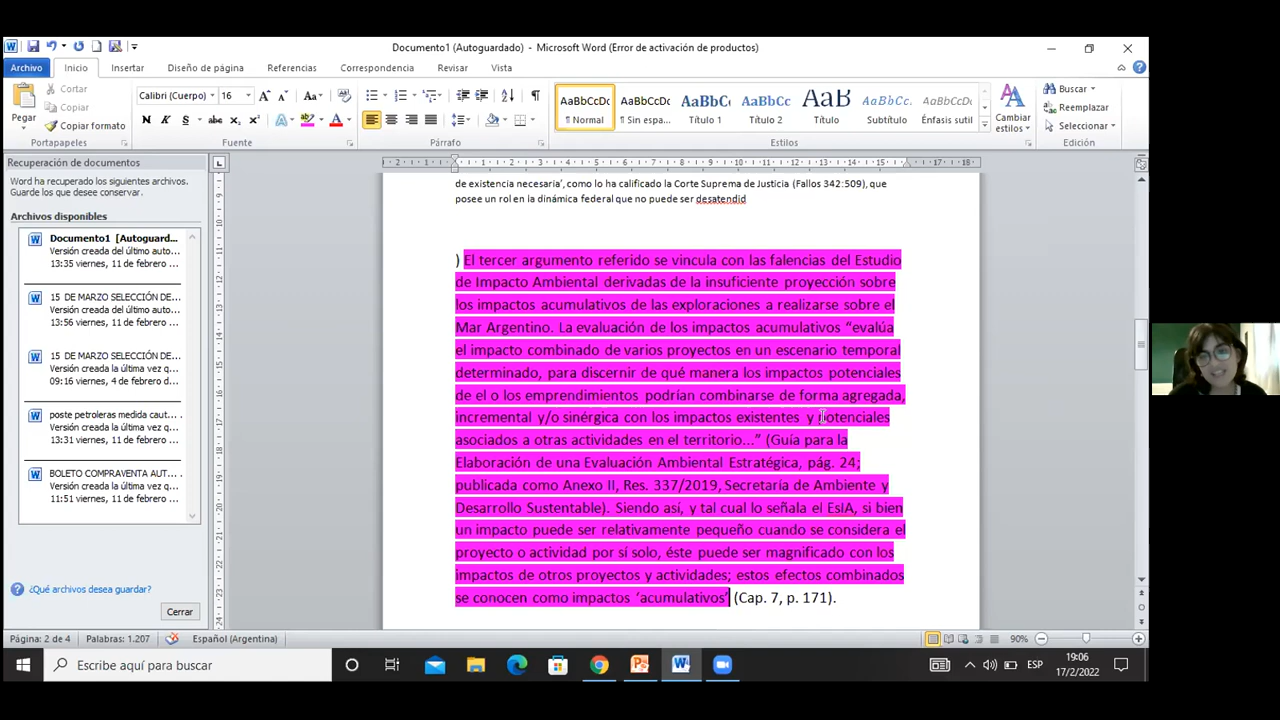 Documento1 (Autoguardado) - Microsoft Word (Error de activación de productos)
Archivo Inicio Insertar Diseño de página Referencias Correspondencia Revisar Vista
Pegar
Cortar
Copiar
Copiar formato
Portapapeles
Calibri (Cuerpo) 16
Fuente
Párrafo
AaBbCcDc AaBbCcDc AaBbC AaBbCc AaB AaBbCc. AaBbCcDc
¶ Normal ¶ Sin espa... Título 1 Título 2 Título Subtítulo Énfasis sutil
Cambiar
estilos
Estilos
Buscar
Reemplazar
Seleccionar
Edición
Recuperación de documentos
Word ha recuperado los siguientes archivos.
Guarde los que desee conservar.
Archivos disponibles
Documento1 [Autoguard...
Versión creada del último auto...
13:35 viernes, 11 de febrero ...
15 DE MARZO SELECCIÓN DE...
Versión creada del último auto...
13:56 viernes, 11 de febrero ...
15 DE MARZO SELECCIÓN DE...
Versión creada la última vez q...
09:16 viernes, 4 de febrero d...
poste petroleras medida caut...
Versión creada la última vez q...
13:31 viernes, 11 de febrero ...
BOLETO COMPRAVENTA AUT...
Versión creada la última vez q...
11:51 viernes, 11 de febrero ...
¿Qué archivos desea guardar?
Cerrar
de existencia necesaria’, como lo ha calificado la Corte Suprema de Justicia (Fallos 342:509), que
posee un rol en la dinámica federal que no puede ser desatendid
) El tercer argumento referido se vincula con las falencias del Estudio
de Impacto Ambiental derivadas de la insuficiente proyección sobre
los impactos acumulativos de las exploraciones a realizarse sobre el
Mar Argentino. La evaluación de los impactos acumulativos “evalúa
el impacto combinado de varios proyectos en un escenario temporal
determinado, para discernir de qué manera los impactos potenciales
de el o los emprendimientos podrían combinarse de forma agregada,
incremental y/o sinérgica con los impactos existentes y potenciales
asociados a otras actividades en el territorio...” (Guía para la
Elaboración de una Evaluación Ambiental Estratégica, pág. 24;
publicada como Anexo II, Res. 337/2019, Secretaría de Ambiente y
Desarrollo Sustentable). Siendo así, y tal cual lo señala el EsIA, si bien
un impacto puede ser relativamente pequeño cuando se considera el
proyecto o actividad por sí solo, éste puede ser magnificado con los
impactos de otros proyectos y actividades; estos efectos combinados
se conocen como impactos ‘acumulativos’ (Cap. 7, p. 171).
Página: 2 de 4 Palabras: 1.207 Español (Argentina) 90%
Escribe aquí para buscar
ESP
19:06
17/2/2022